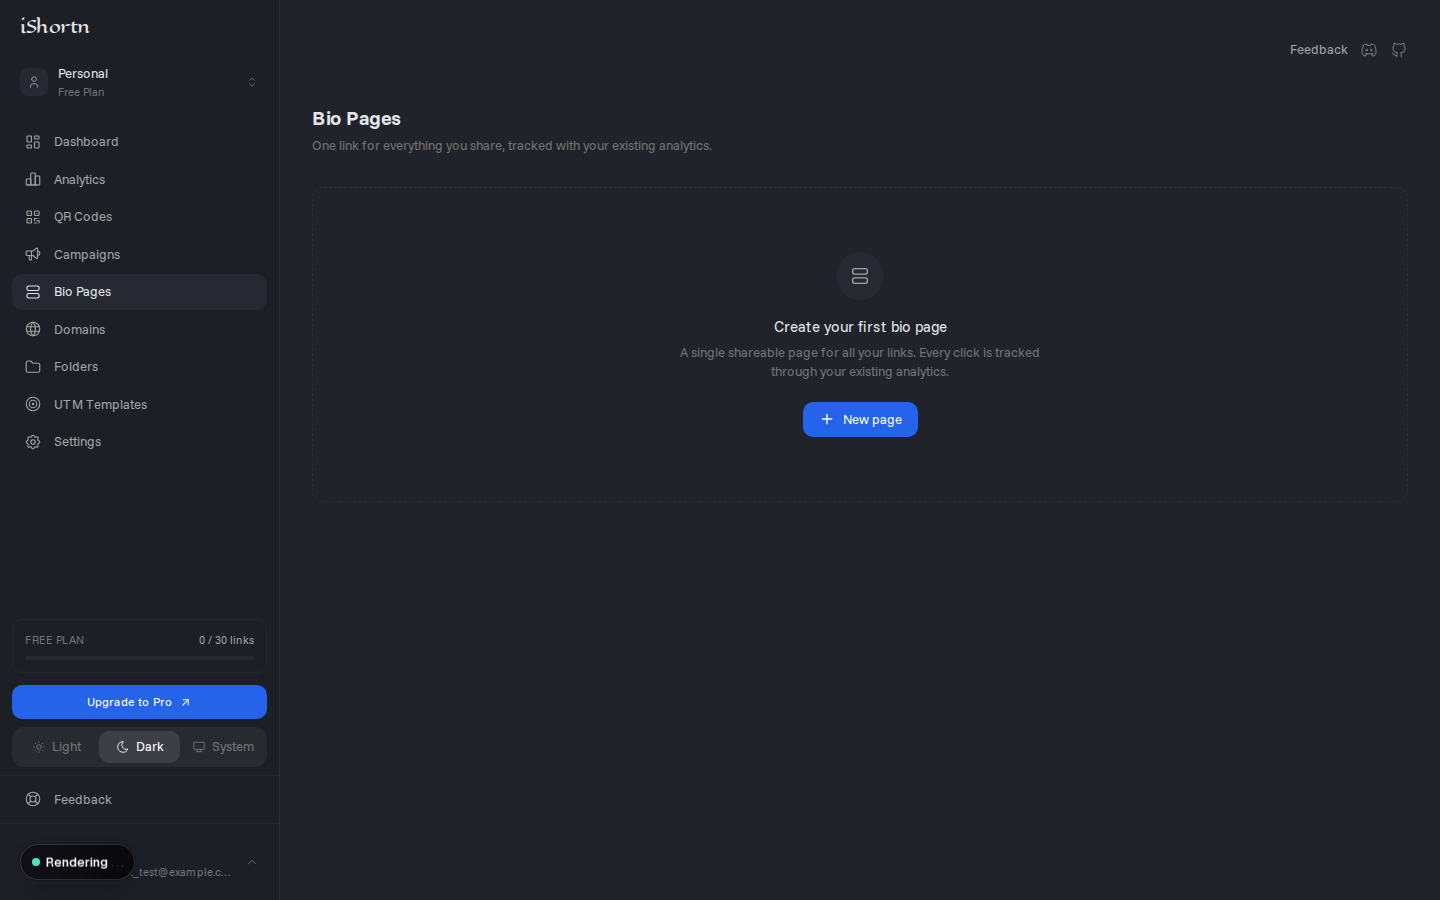 iShortn
Personal
Free Plan
Dashboard
Analytics
QR Codes
Campaigns
Bio Pages
Domains
Folders
UTM Templates
Settings
FREE PLAN
0 / 30 links
Upgrade to Pro
Light
Dark
System
Feedback
Rendering ...
_test@example.c...
Feedback
Bio Pages
One link for everything you share, tracked with your existing analytics.
Create your first bio page
A single shareable page for all your links. Every click is tracked
through your existing analytics.
New page